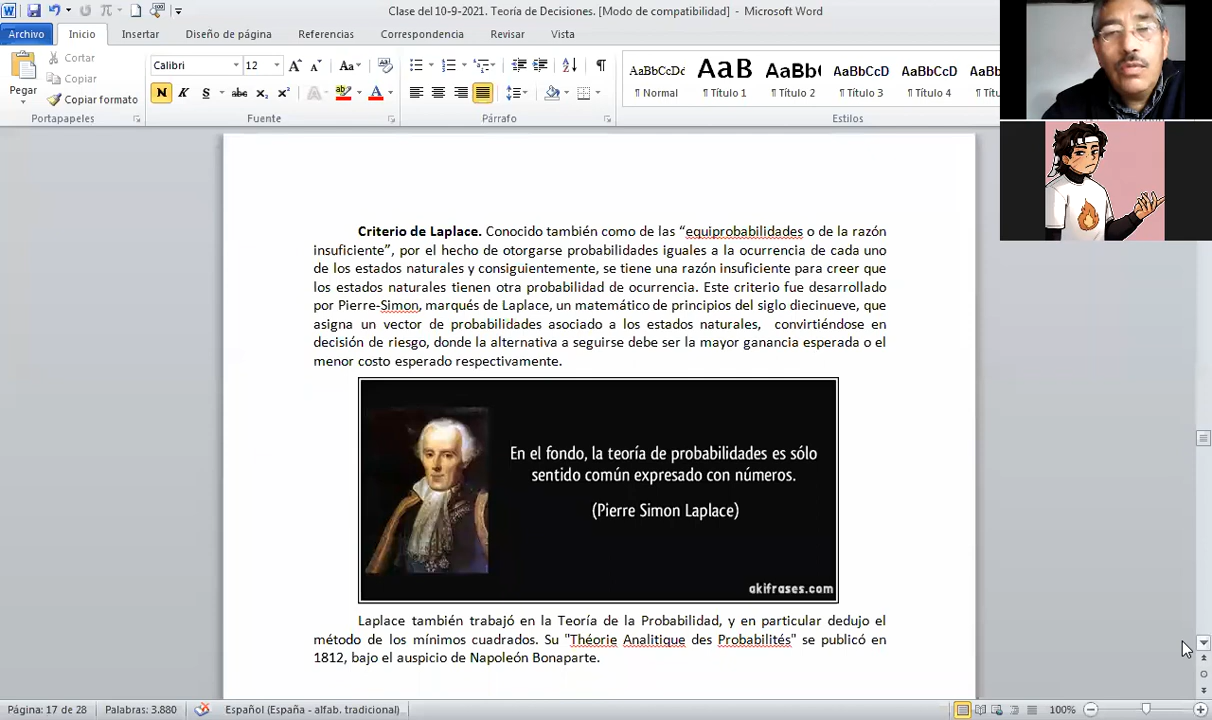 Clase del 10-9-2021. Teoría de Decisiones. [Modo de compatibilidad] - Microsoft Word
Archivo Inicio Insertar Diseño de página Referencias Correspondencia Revisar Vista
Cortar
Copiar
Copiar formato
Pegar
Portapapeles
Calibri 12
Fuente
Párrafo
AaBbCcDc AaB AaBb( AaBbCcD AaBbCcD AaBb
¶ Normal ¶ Título 1 ¶ Título 2 ¶ Título 3 ¶ Título 4 ¶ Títu
Estilos
Criterio de Laplace. Conocido también como de las “equiprobabilidades o de la razón
insuficiente”, por el hecho de otorgarse probabilidades iguales a la ocurrencia de cada uno
de los estados naturales y consiguientemente, se tiene una razón insuficiente para creer que
los estados naturales tienen otra probabilidad de ocurrencia. Este criterio fue desarrollado
por Pierre-Simon, marqués de Laplace, un matemático de principios del siglo diecinueve, que
asigna un vector de probabilidades asociado a los estados naturales, convirtiéndose en
decisión de riesgo, donde la alternativa a seguirse debe ser la mayor ganancia esperada o el
menor costo esperado respectivamente.
En el fondo, la teoría de probabilidades es sólo
sentido común expresado con números.
(Pierre Simon Laplace)
akifrases.com
Laplace también trabajó en la Teoría de la Probabilidad, y en particular dedujo el
método de los mínimos cuadrados. Su "Théorie Analitique des Probabilités" se publicó en
1812, bajo el auspicio de Napoleón Bonaparte.
Página: 17 de 28 Palabras: 3.880 Español (España - alfab. tradicional) 100%